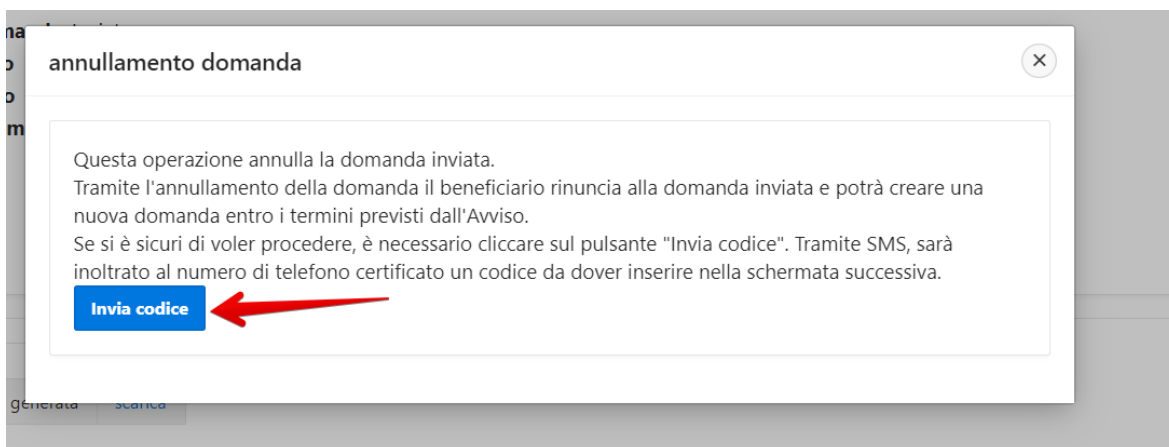 annullamento domanda
Questa operazione annulla la domanda inviata.
Tramite l'annullamento della domanda il beneficiario rinuncia alla domanda inviata e potrà creare una
nuova domanda entro i termini previsti dall'Avviso.
Se si è sicuri di voler procedere, è necessario cliccare sul pulsante "Invia codice". Tramite SMS, sarà
inoltrato al numero di telefono certificato un codice da dover inserire nella schermata successiva.
Invia codice
generata scarica